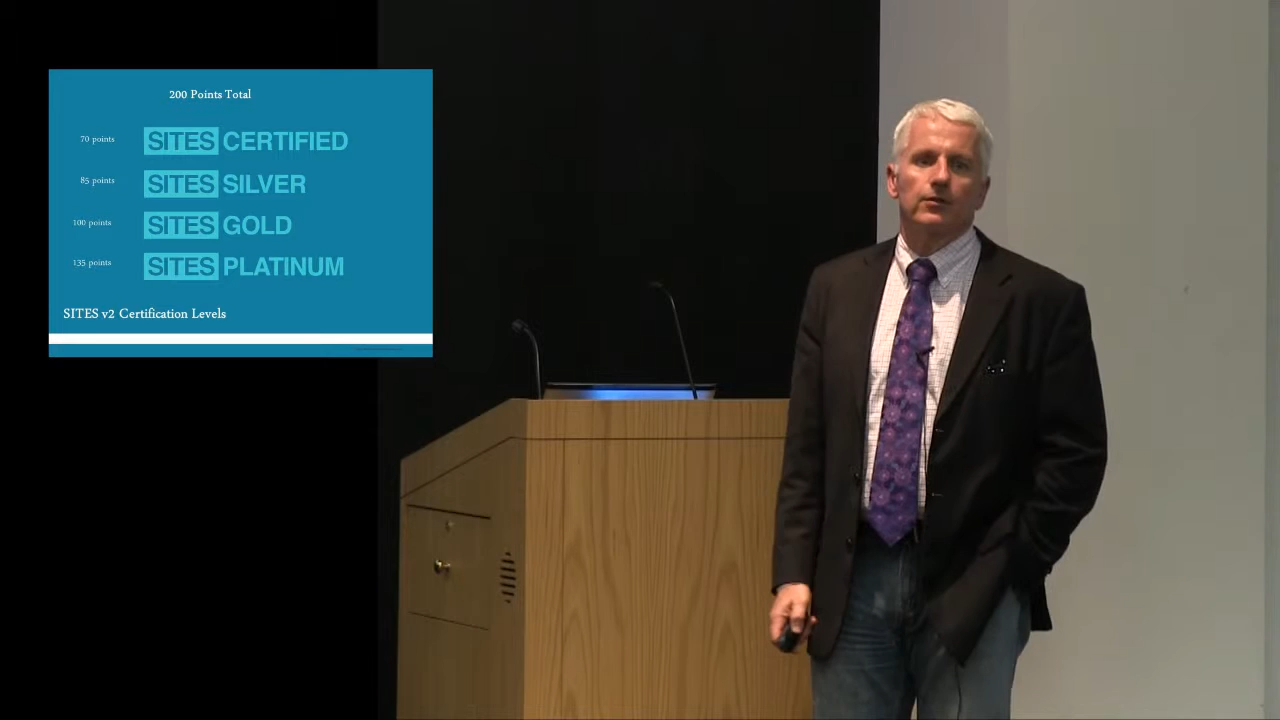 200 Points Total
70 points SITES CERTIFIED
85 points SITES SILVER
100 points SITES GOLD
135 points SITES PLATINUM
SITES v2 Certification Levels